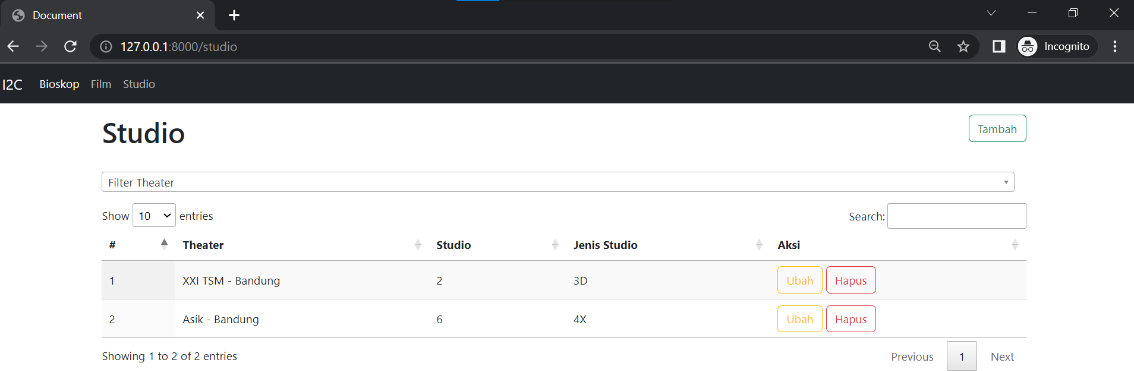 Document
127.0.0.1:8000/studio
Incognito
I2C Bioskop Film Studio
Studio
Tambah
Filter Theater
Show 10 entries
Search:
# Theater Studio Jenis Studio Aksi
1 XXI TSM - Bandung 2 3D Ubah Hapus
2 Asik - Bandung 6 4X Ubah Hapus
Showing 1 to 2 of 2 entries
Previous 1 Next